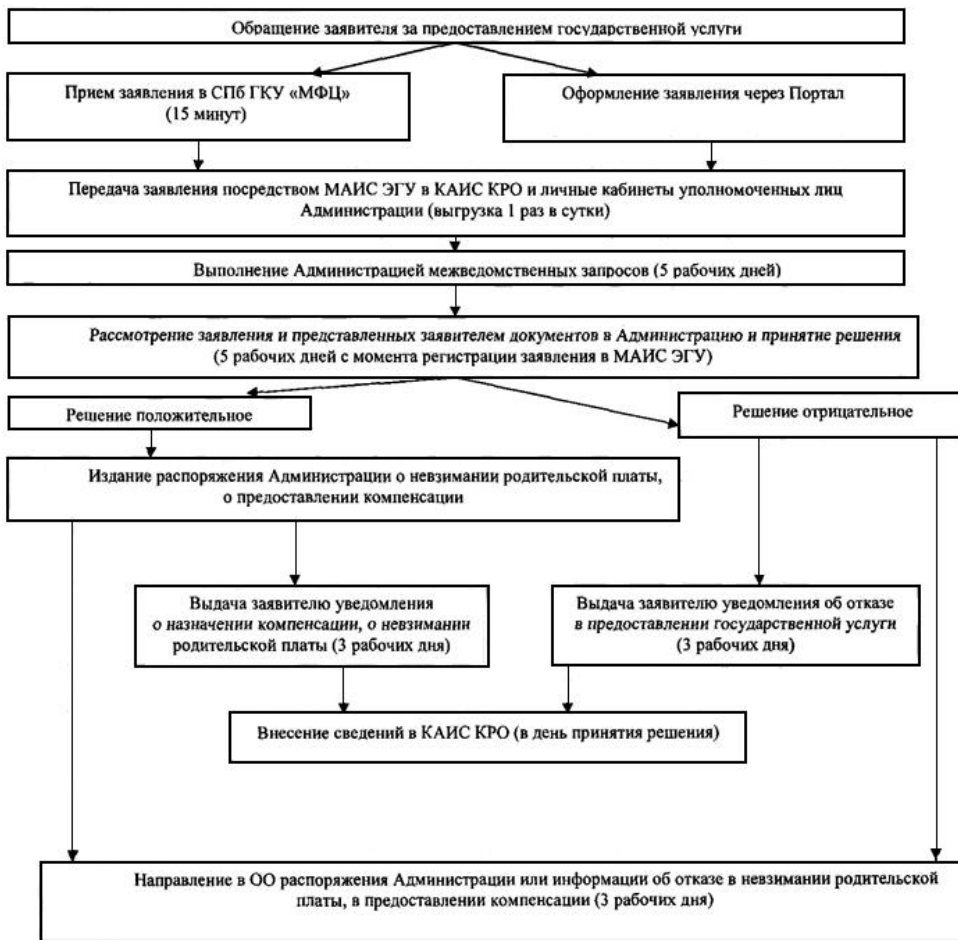 Обращение заявителя за предоставлением государственной услуги
Прием заявления в СПб ГКУ «МФЦ»
(15 минут)
Оформление заявления через Портал
Передача заявления посредством МАИС ЭГУ в КАИС КРО и личные кабинеты уполномоченных лиц
Администрации (выгрузка 1 раз в сутки)
Выполнение Администрацией межведомственных запросов (5 рабочих дней)
Рассмотрение заявления и представленных заявителем документов в Администрацию и принятие решения
(5 рабочих дней с момента регистрации заявления в МАИС ЭГУ)
Решение положительное
Решение отрицательное
Издание распоряжения Администрации о невзимании родительской платы,
о предоставлении компенсации
Выдача заявителю уведомления
о назначении компенсации, о невзимании
родительской платы (3 рабочих дня)
Выдача заявителю уведомления об отказе
в предоставлении государственной услуги
(3 рабочих дня)
Внесение сведений в КАИС КРО (в день принятия решения)
Направление в ОО распоряжения Администрации или информации об отказе в невзимании родительской
платы, в предоставлении компенсации (3 рабочих дня)